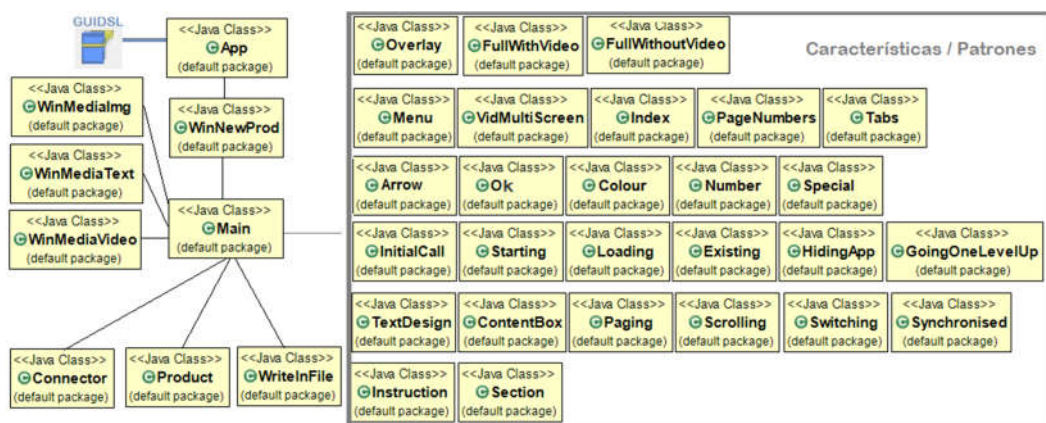 GUIDSL
<<Java Class>>
App
(default package)
<<Java Class>>
WinMediaImg
(default package)
<<Java Class>>
WinNewProd
(default package)
<<Java Class>>
WinMediaText
(default package)
<<Java Class>>
Main
(default package)
<<Java Class>>
WinMediaVideo
(default package)
<<Java Class>> <<Java Class>> <<Java Class>>
Connector Product WriteInFile
(default package) (default package) (default package)
Características / Patrones
<<Java Class>> <<Java Class>> <<Java Class>>
Overlay FullWithVideo FullWithoutVideo
(default package) (default package) (default package)
<<Java Class>> <<Java Class>> <<Java Class>> <<Java Class>> <<Java Class>>
Menu VidMultiScreen Index PageNumbers Tabs
(default package) (default package) (default package) (default package) (default package)
<<Java Class>> <<Java Class>> <<Java Class>> <<Java Class>> <<Java Class>>
Arrow Ok Colour Number Special
(default package) (default package) (default package) (default package) (default package)
<<Java Class>> <<Java Class>> <<Java Class>> <<Java Class>> <<Java Class>> <<Java Class>>
InitialCall Starting Loading Existing HidingApp GoingOneLevelUp
(default package) (default package) (default package) (default package) (default package) (default package)
<<Java Class>> <<Java Class>> <<Java Class>> <<Java Class>> <<Java Class>> <<Java Class>>
TextDesign ContentBox Paging Scrolling Switching Synchronised
(default package) (default package) (default package) (default package) (default package) (default package)
<<Java Class>> <<Java Class>>
Instruction Section
(default package) (default package)